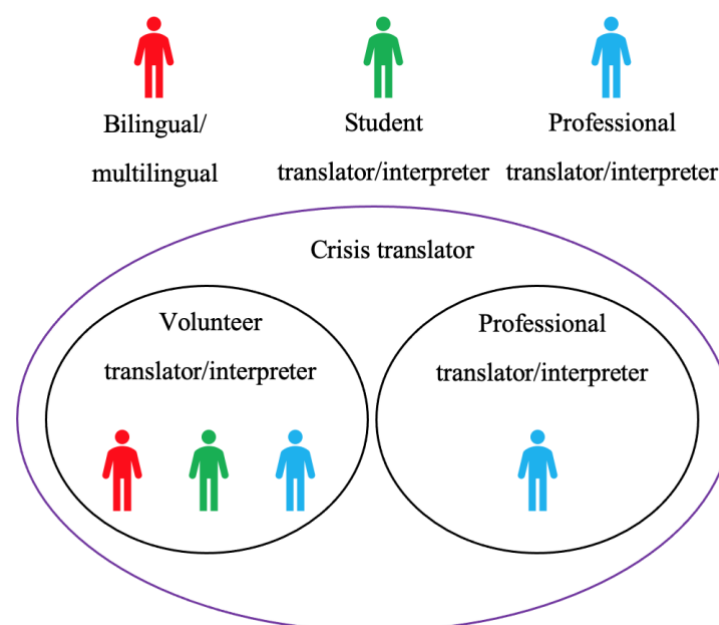 Bilingual/
multilingual
Student
translator/interpreter
Professional
translator/interpreter
Crisis translator
Volunteer
translator/interpreter
Professional
translator/interpreter